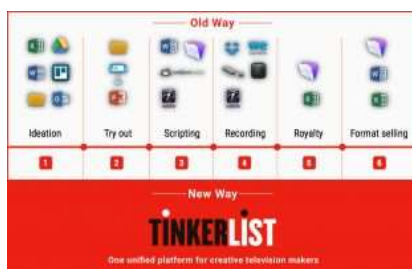 Old Way
Ideation
Try out
Scripting
Recording
Royalty
Format selling
1
2
3
4
5
6
New Way
TiNKERLiST
One unified platform for creative television makers